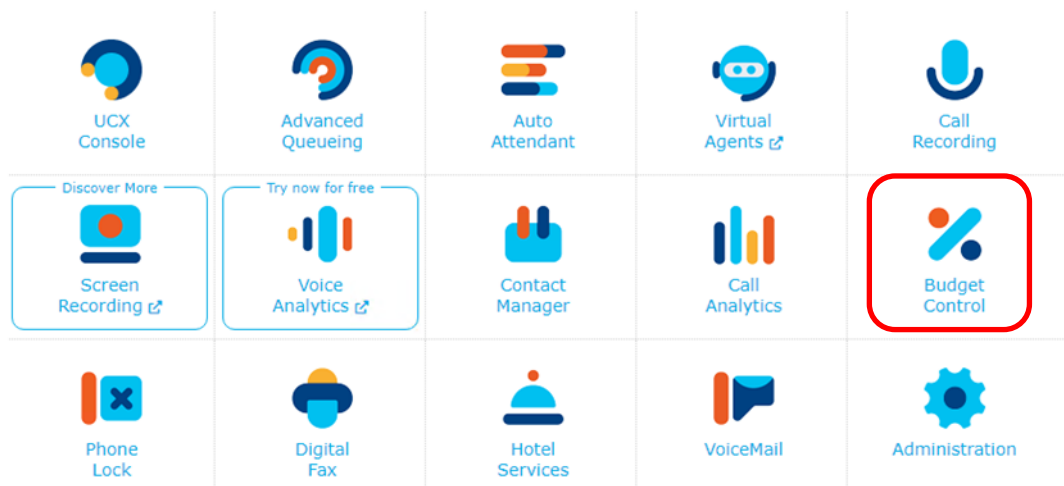 UCX
Console
Advanced
Queueing
Auto
Attendant
Virtual
Agents
Call
Recording
Discover More
Screen
Recording
Try now for free
Voice
Analytics
Contact
Manager
Call
Analytics
Budget
Control
Phone
Lock
Digital
Fax
Hotel
Services
VoiceMail
Administration